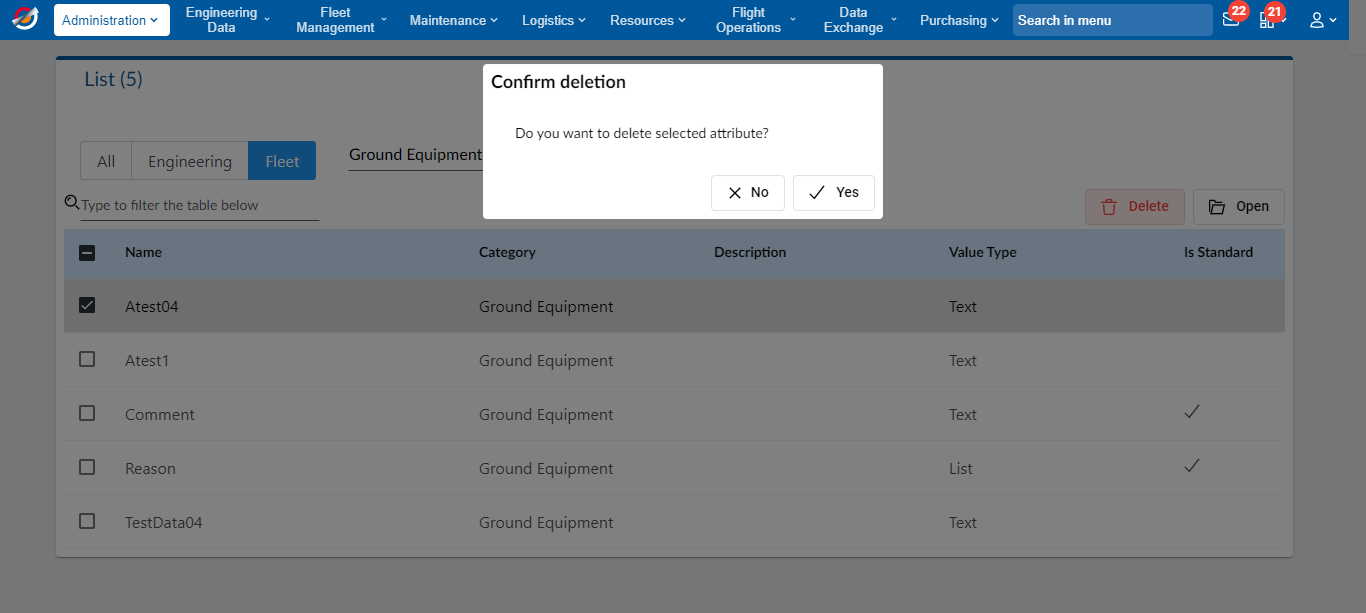 Administration
Engineering
Data
Fleet
Management
Maintenance
Logistics
Resources
Flight
Operations
Data
Exchange
Purchasing
Search in menu
22
21
List (5)
Confirm deletion
Do you want to delete selected attribute?
No
Yes
All
Engineering
Fleet
Ground Equipment
Type to filter the table below
Delete
Open
Name Category Description Value Type Is Standard
Atest04 Ground Equipment Text
Atest1 Ground Equipment Text
Comment Ground Equipment Text
Reason Ground Equipment List
TestData04 Ground Equipment Text